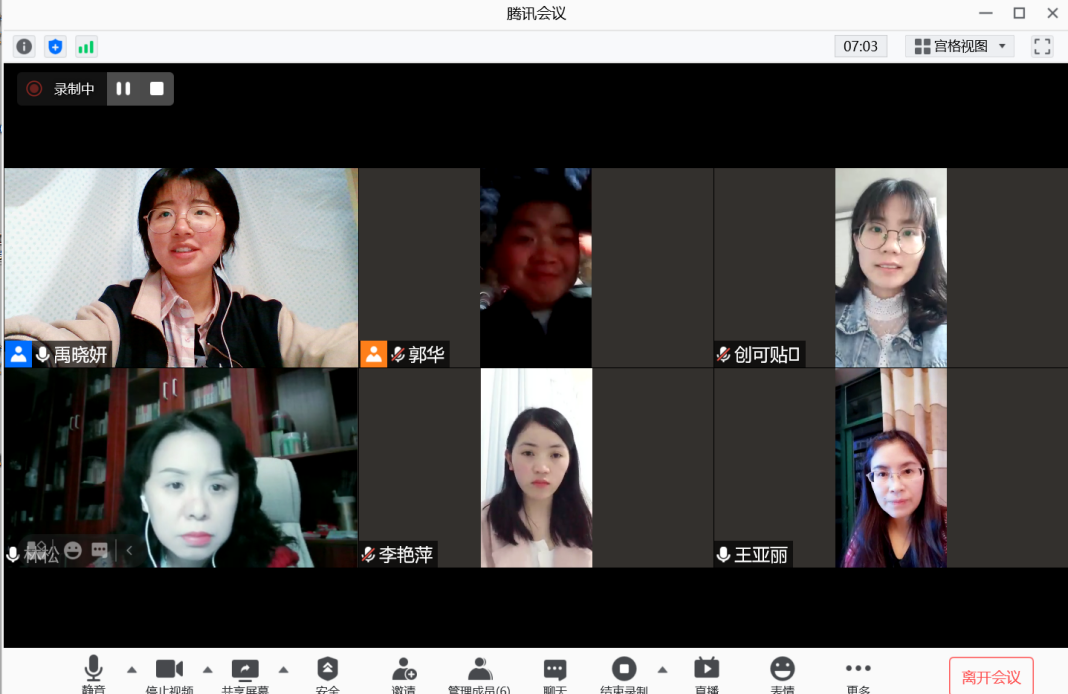 腾讯会议
07:03
宫格视图
录制中
禹晓妍
郭华
创可贴口
林松
李艳萍
王亚丽
静音
停止视频
共享屏幕
安全
邀请
管理成员(6)
聊天
结束录制
直播
表情
更多
离开会议